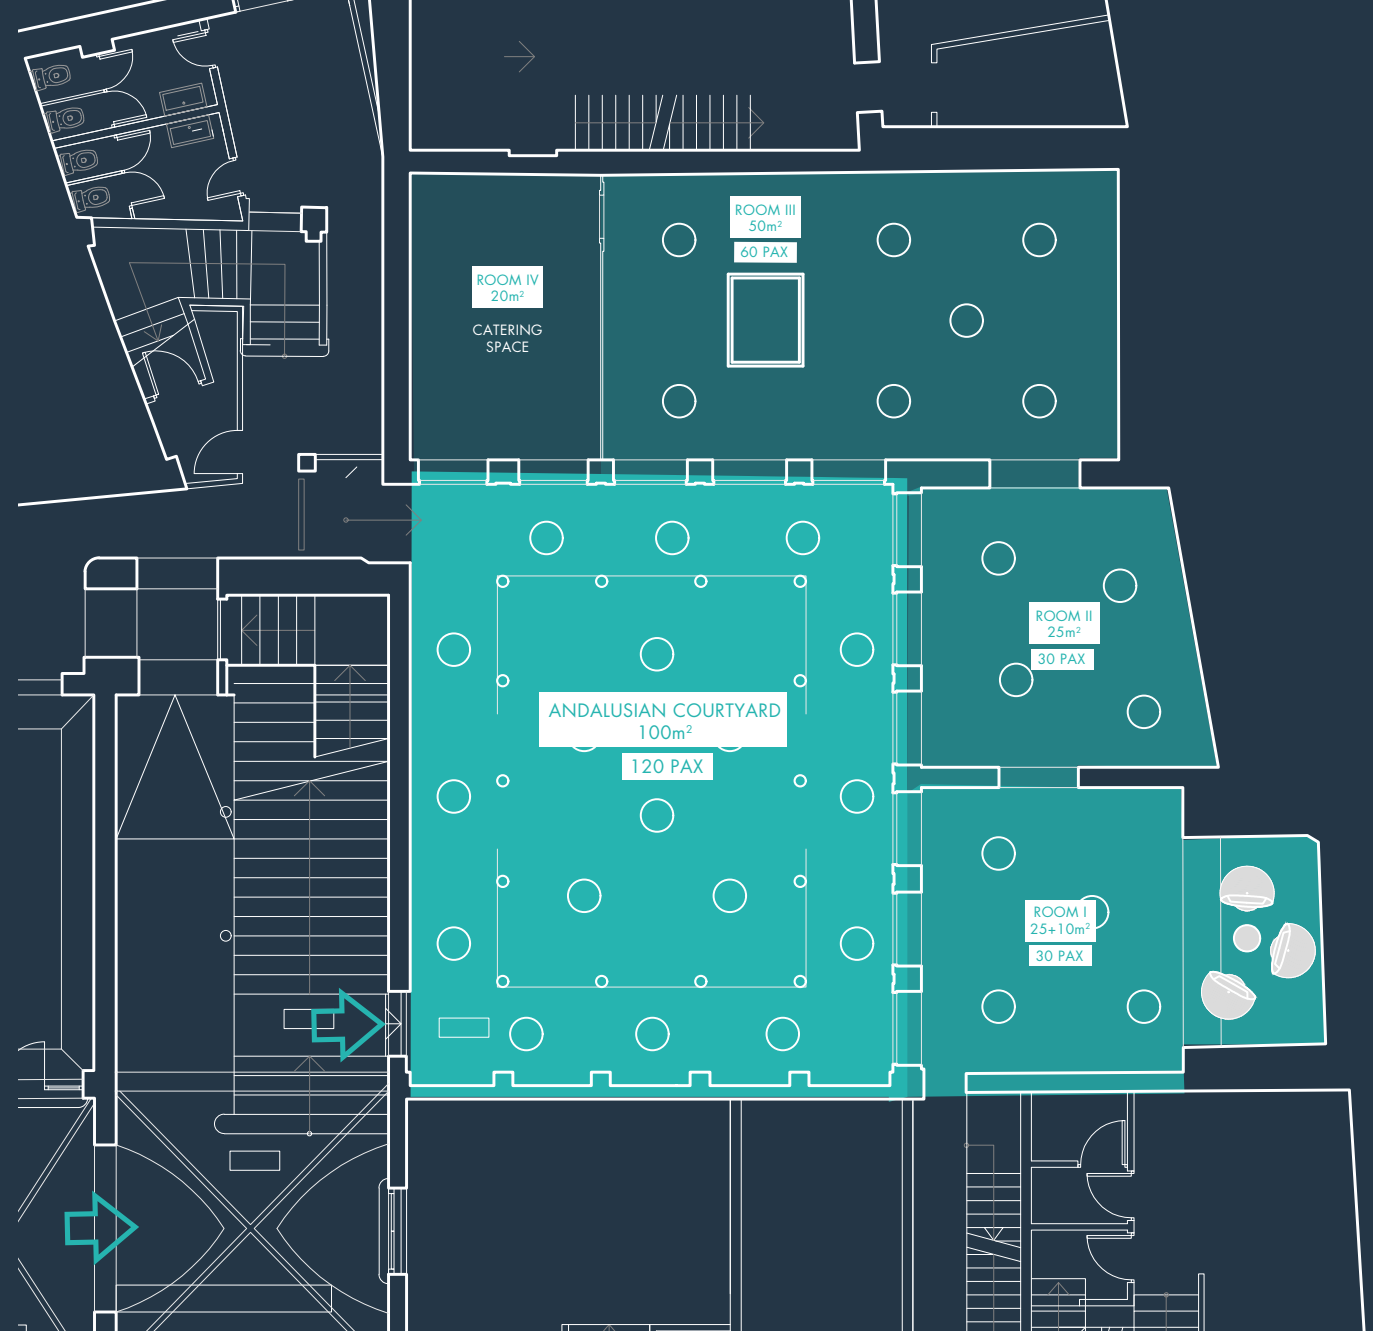 ROOM III
50m²
60 PAX
ROOM IV
20m²
CATERING
SPACE
ROOM II
25m²
30 PAX
ANDALUSIAN COURTYARD
100m²
120 PAX
ROOM I
25+10m²
30 PAX